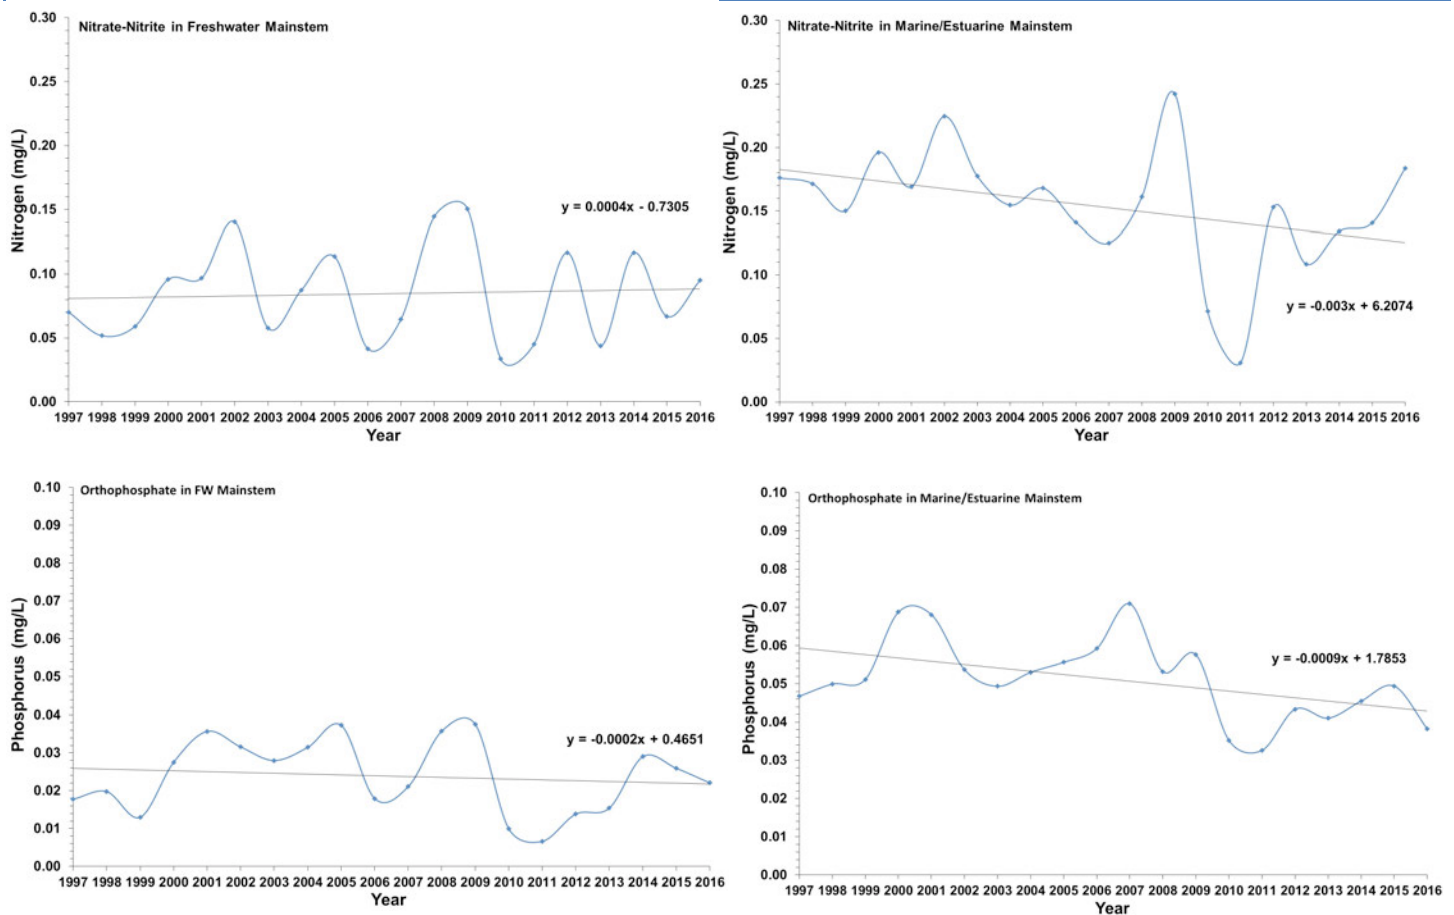 Nitrate-Nitrite in Freshwater Mainstem
Nitrogen (mg/L)
0.30
0.25
0.20
0.15
0.10
0.05
0.00
y = 0.0004x - 0.7305
1997 1998 1999 2000 2001 2002 2003 2004 2005 2006 2007 2008 2009 2010 2011 2012 2013 2014 2015 2016
Year
Nitrate-Nitrite in Marine/Estuarine Mainstem
Nitrogen (mg/L)
0.30
0.25
0.20
0.15
0.10
0.05
0.00
y = -0.003x + 6.2074
1997 1998 1999 2000 2001 2002 2003 2004 2005 2006 2007 2008 2009 2010 2011 2012 2013 2014 2015 2016
Year
Orthophosphate in FW Mainstem
Phosphorus (mg/L)
0.10
0.09
0.08
0.07
0.06
0.05
0.04
0.03
0.02
0.01
0.00
y = -0.0002x + 0.4651
1997 1998 1999 2000 2001 2002 2003 2004 2005 2006 2007 2008 2009 2010 2011 2012 2013 2014 2015 2016
Year
Orthophosphate in Marine/Estuarine Mainstem
Phosphorus (mg/L)
0.10
0.09
0.08
0.07
0.06
0.05
0.04
0.03
0.02
0.01
0.00
y = -0.0009x + 1.7853
1997 1998 1999 2000 2001 2002 2003 2004 2005 2006 2007 2008 2009 2010 2011 2012 2013 2014 2015 2016
Year